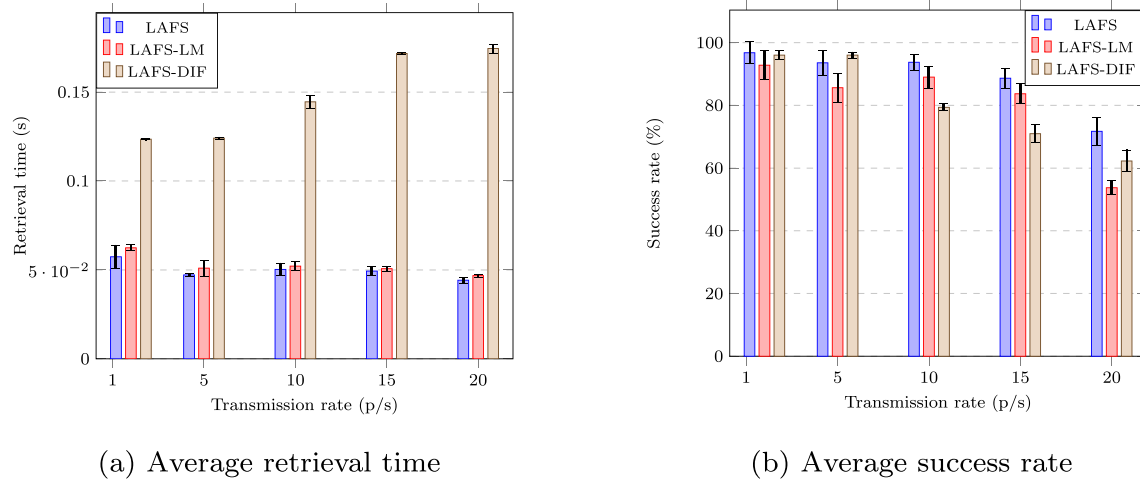 LAFS
LAFS-LM
LAFS-DIF
0.15
0.1
5 · 10−2
0
Retrieval time (s)
1 5 10 15 20
Transmission rate (p/s)
(a) Average retrieval time
LAFS
LAFS-LM
LAFS-DIF
100
80
60
40
20
0
Success rate (%)
1 5 10 15 20
Transmission rate (p/s)
(b) Average success rate